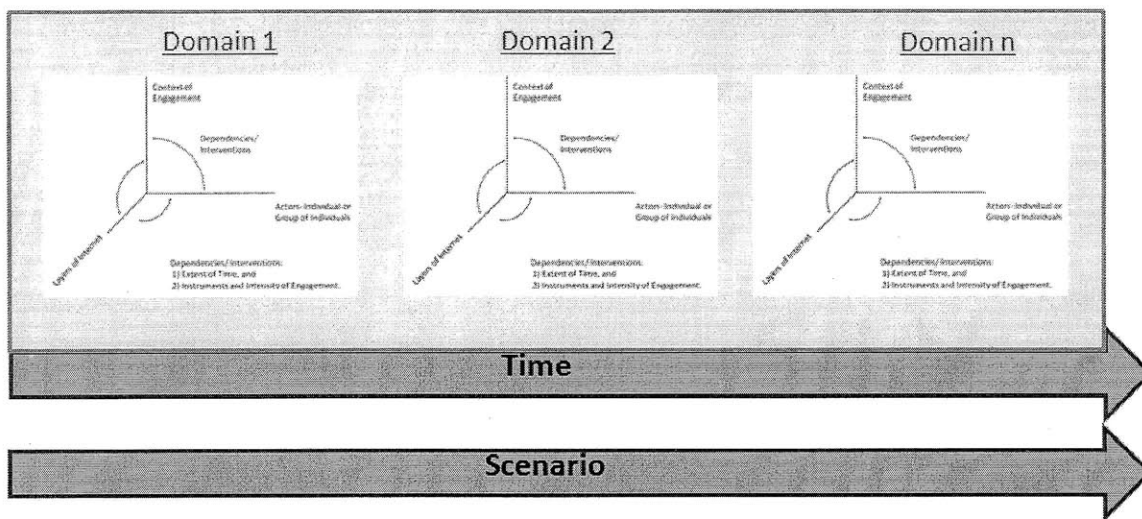 Domain 1
Context of
Engagement
Dependencies/
Interventions
Actors- Individual or
Group of Individuals
Layers of Internet
Dependencies/ Interventions:
1) Extent of Time, and
2) Instruments and Intensity of Engagement.
Domain 2
Context of
Engagement
Dependencies/
Interventions
Actors- Individual or
Group of Individuals
Layers of Internet
Dependencies/ Interventions:
1) Extent of Time, and
2) Instruments and Intensity of Engagement.
Domain n
Context of
Engagement
Dependencies/
Interventions
Actors- Individual or
Group of Individuals
Layers of Internet
Dependencies/ Interventions:
1) Extent of Time, and
2) Instruments and Intensity of Engagement.
Time
Scenario